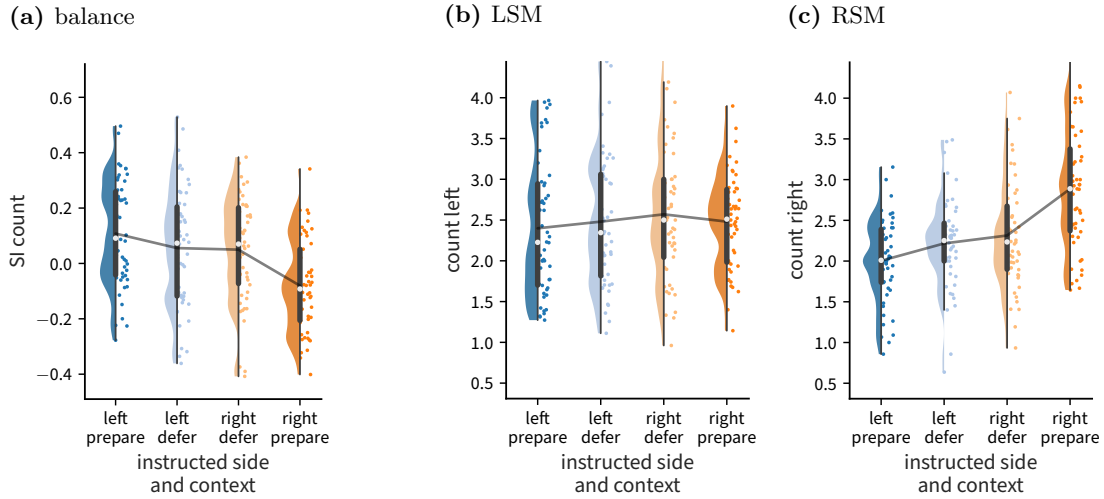 (a) balance
SI count
0.6
0.4
0.2
0.0
−0.2
−0.4
left prepare
left defer
right defer
right prepare
instructed side
and context
(b) LSM
count left
4.0
3.5
3.0
2.5
2.0
1.5
1.0
0.5
left prepare
left defer
right defer
right prepare
instructed side
and context
(c) RSM
count right
4.0
3.5
3.0
2.5
2.0
1.5
1.0
0.5
left prepare
left defer
right defer
right prepare
instructed side
and context